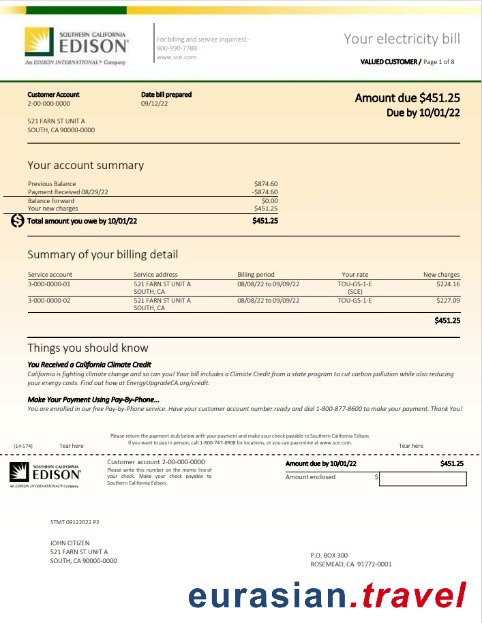 SOUTHERN CALIFORNIA
EDISON
An EDISON INTERNATIONAL® Company
For billing and service inquiries1-
800-990-7788
www.sce.com
Your electricity bill
VALUED CUSTOMER / Page 1 of 8
Customer Account
2-00-000-0000
Date bill prepared
09/12/22
Amount due $451.25
Due by 10/01/22
521 FARN ST UNIT A
SOUTH, CA 90000-0000
Your account summary
Previous Balance $874.60
Payment Received 08/29/22 -$874.60
Balance forward $0.00
Your new charges $451.25
Total amount you owe by 10/01/22 $451.25
Summary of your billing detail
Service account Service address Billing period Your rate New charges
3-000-0000-01 521 FARN ST UNIT A 08/08/22 to 09/09/22 TOU-GS-1-E $224.16
SOUTH, CA (SCE)
3-000-0000-02 521 FARN ST UNIT A 08/08/22 to 09/09/22 TOU-GS-1-E $227.09
SOUTH, CA
$451.25
Things you should know
You Received a California Climate Credit
California is fighting climate change and so can you! Your bill includes a Climate Credit from a state program to cut carbon pollution while also reducing
your energy costs. Find out how at EnergyUpgradeCA.org/credit.
Make Your Payment Using Pay-By-Phone...
You are enrolled in our free Pay-by-Phone service. Have your customer account number ready and dial 1-800-877-8600 to make your payment. Thank You!
Please return the payment stub below with your payment and make your check payable to Southern California Edison.
If you want to pay in person, call 1-800-747-8908 for locations, or you can pay online at www.sce.com.
(14-574) Tear here Tear here
SOUTHERN CALIFORNIA
EDISON
An EDISON INTERNATIONAL® Company
Customer account 2-00-000-0000
Please write this number on the memo line of
your check. Make your check payable to
Southern California Edison.
Amount due by 10/01/22 $451.25
Amount enclosed $
STMT 09122022 P2
JOHN CITIZEN
521 FARN ST UNIT A
SOUTH, CA 90000-0000
P.O. BOX 300
ROSEMEAD, CA 91772-0001
eurasian.travel